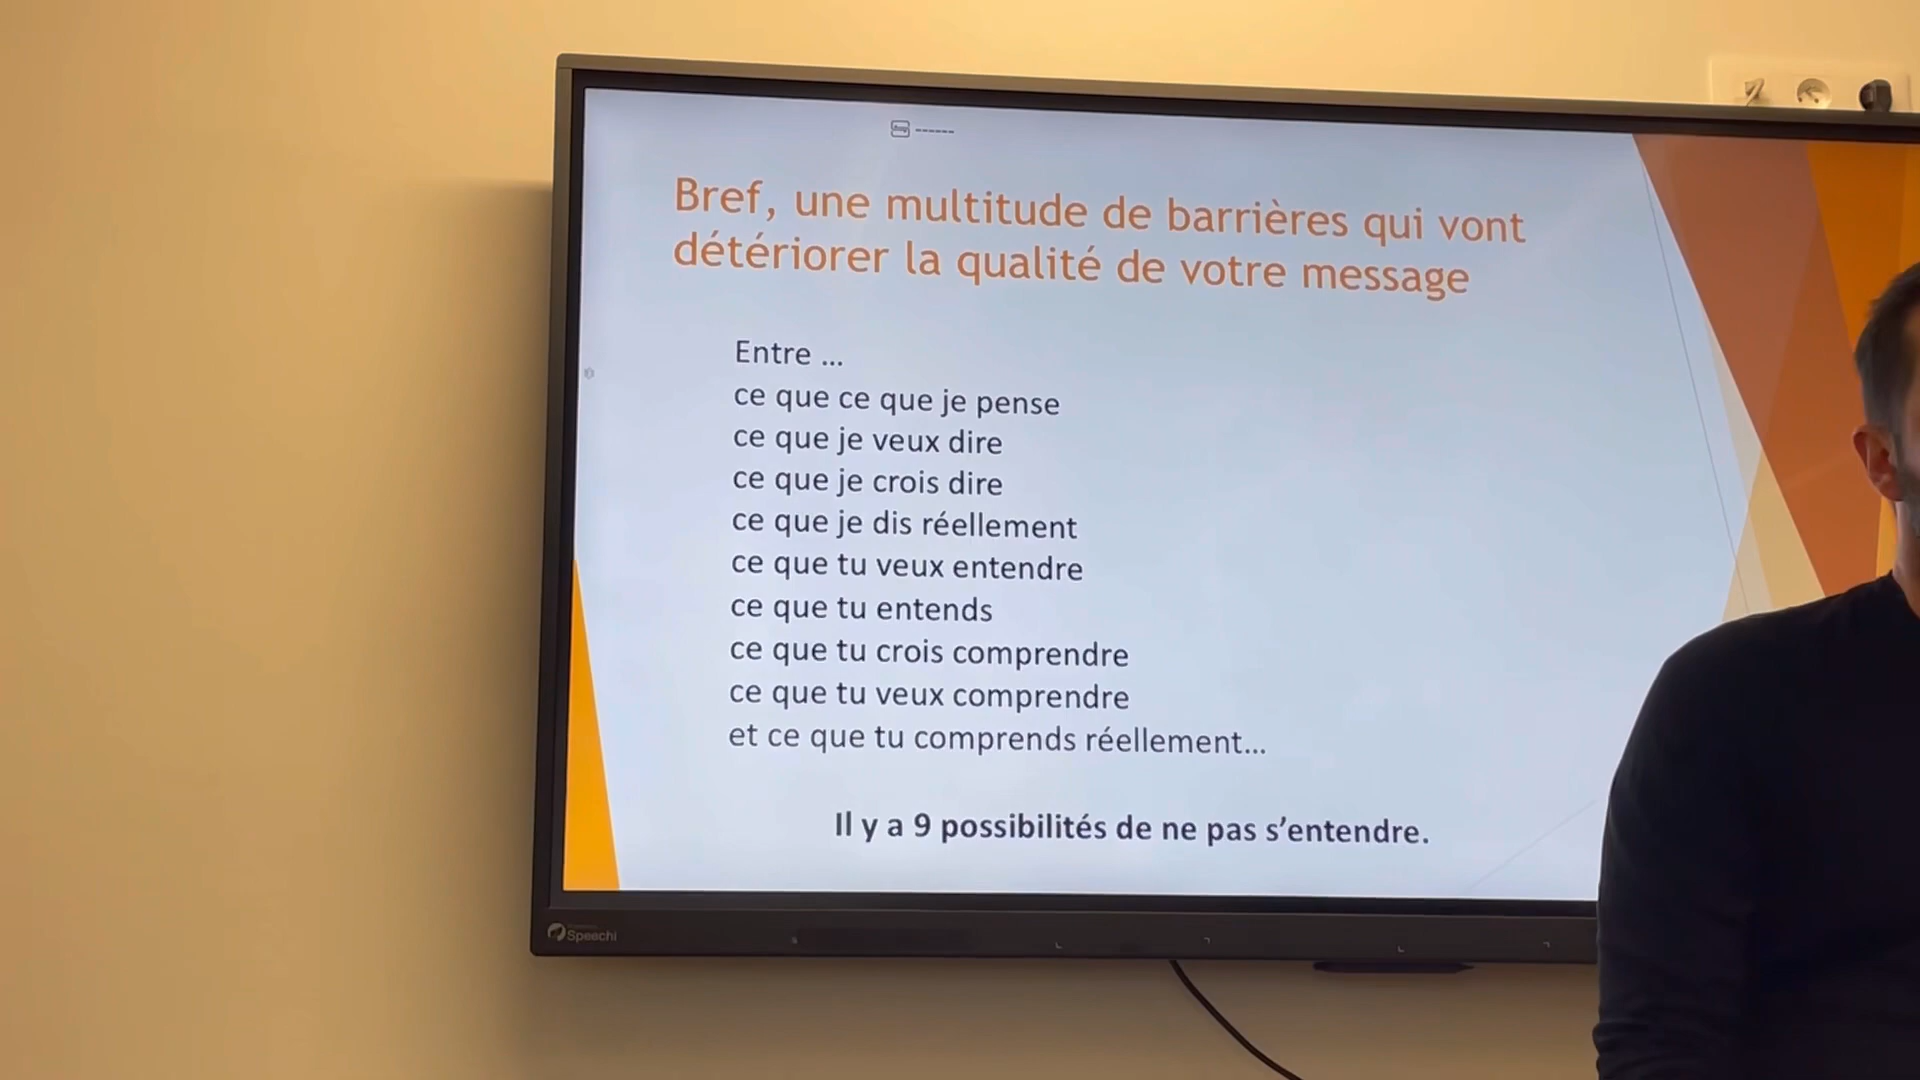 Bref, une multitude de barrières qui vont
détériorer la qualité de votre message
Entre ...
ce que ce que je pense
ce que je veux dire
ce que je crois dire
ce que je dis réellement
ce que tu veux entendre
ce que tu entends
ce que tu crois comprendre
ce que tu veux comprendre
et ce que tu comprends réellement...
Il y a 9 possibilités de ne pas s’entendre.
Speechi